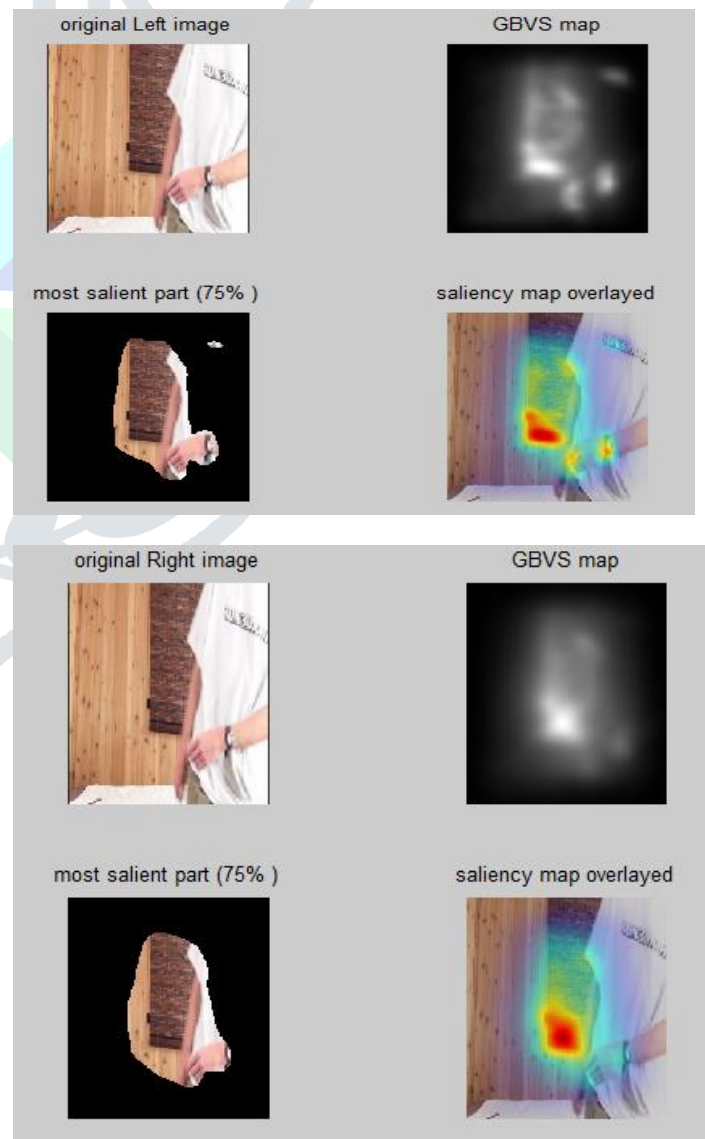 original Left image
GBVS map
most salient part (75% )
saliency map overlayed
original Right image
GBVS map
most salient part (75% )
saliency map overlayed